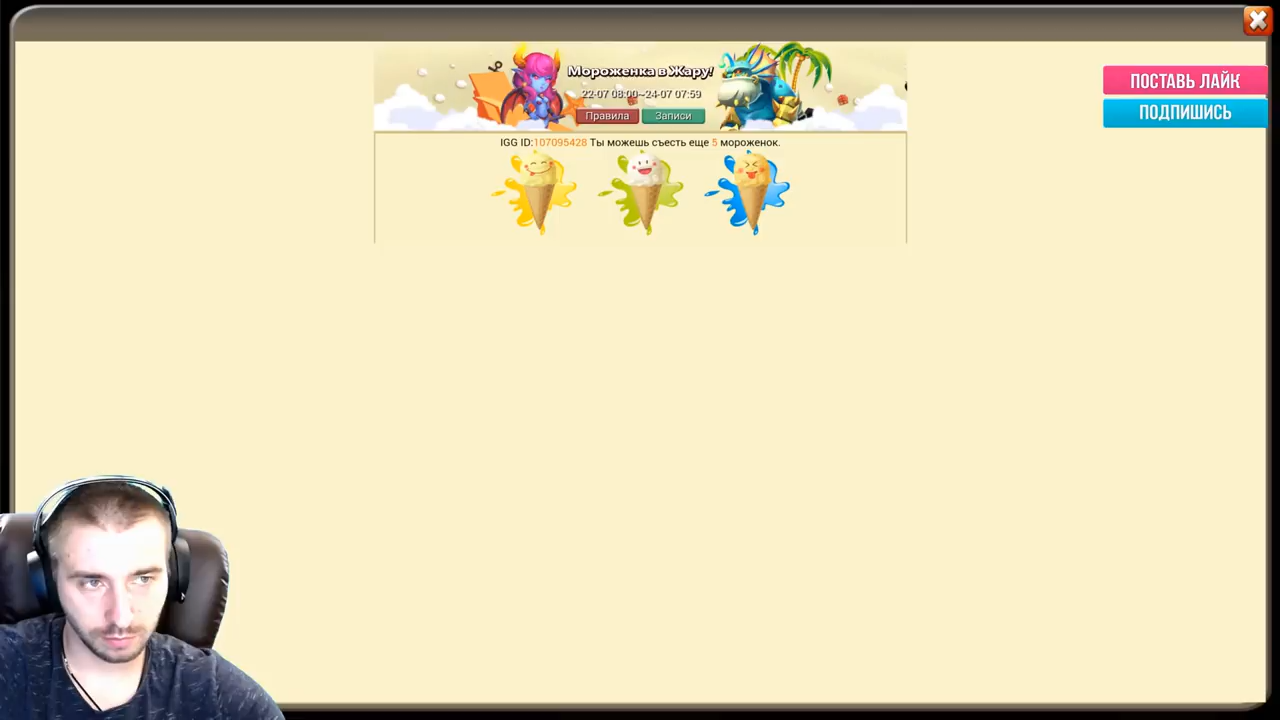 Мороженка в Жару!
22-07 08:00~24-07 07:59
Правила Записи
IGG ID:107095428 Ты можешь съесть еще 5 мороженок.
ПОСТАВЬ ЛАЙК
ПОДПИШИСЬ